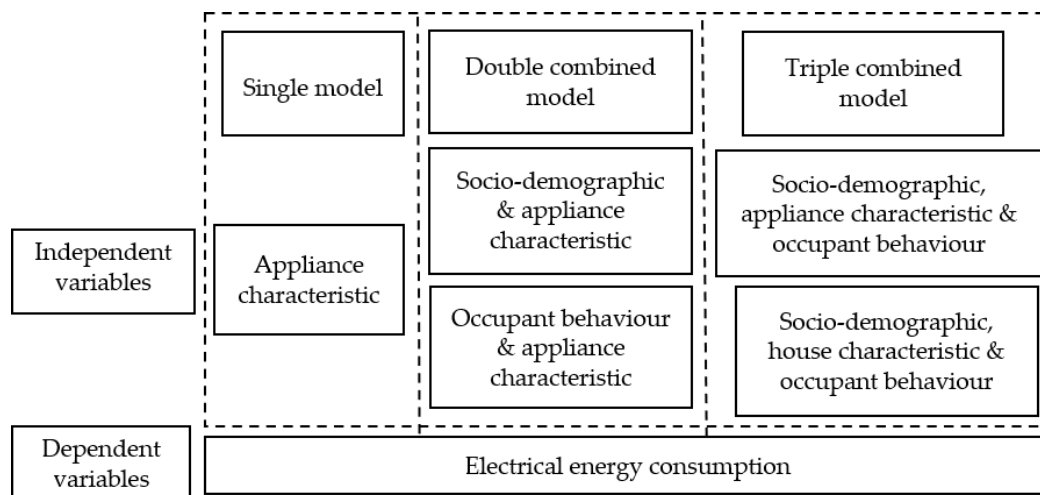 Single model
Double combined
model
Triple combined
model
Independent
variables
Appliance
characteristic
Socio-demographic
& appliance
characteristic
Occupant behaviour
& appliance
characteristic
Socio-demographic,
appliance characteristic &
occupant behaviour
Socio-demographic,
house characteristic &
occupant behaviour
Dependent
variables
Electrical energy consumption